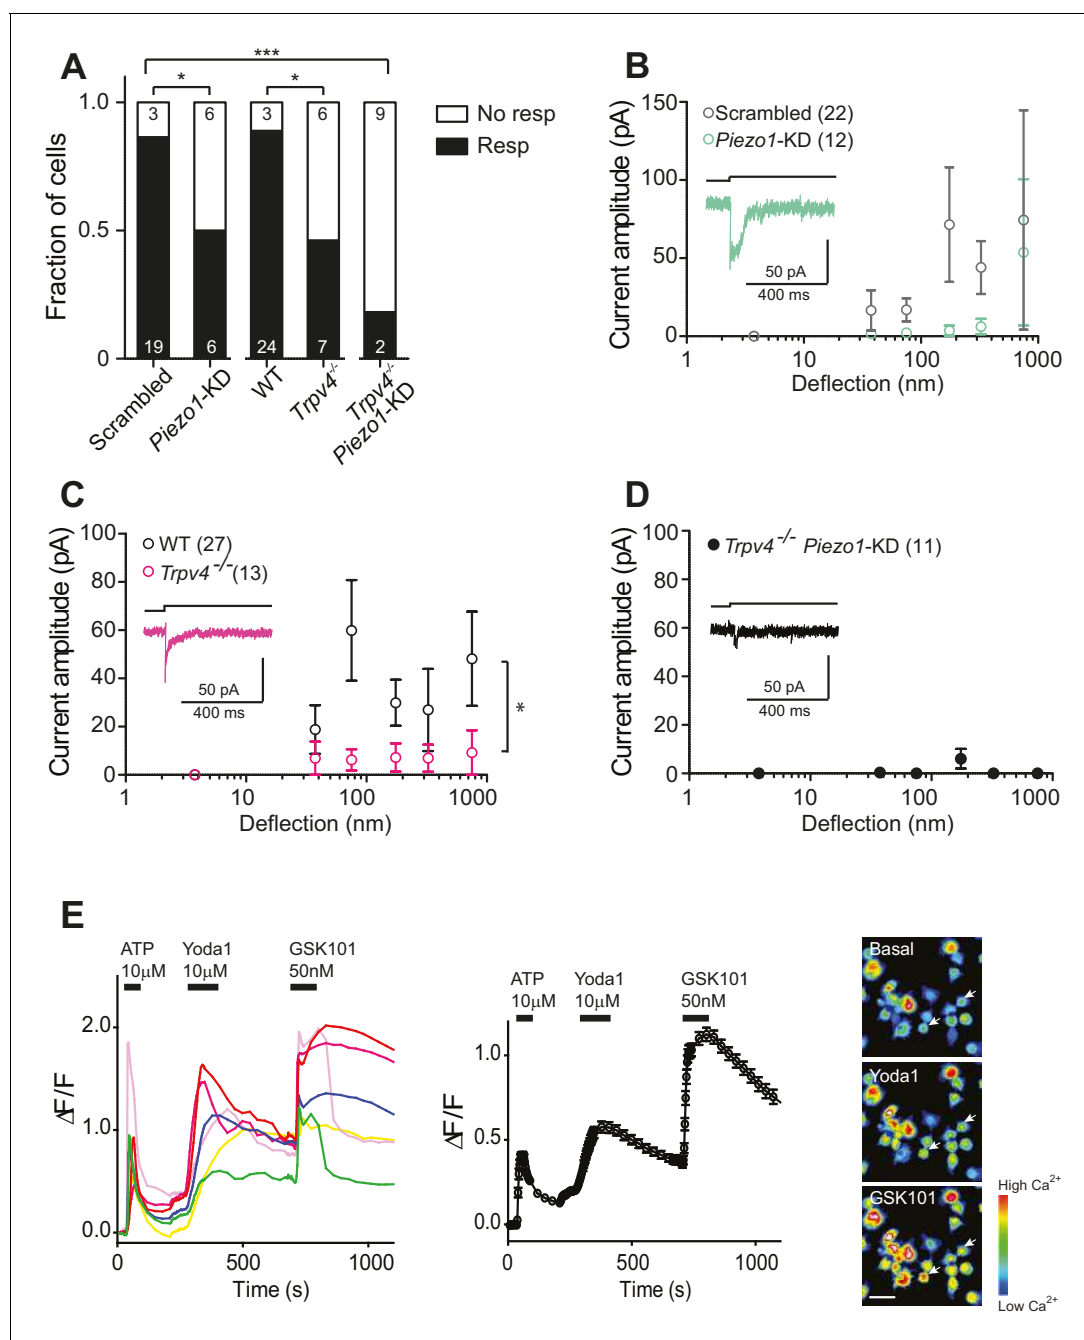 A
***
*
*
Fraction of cells
1.0
0.5
0
3
6
3
6
9
19
6
24
7
2
Scrambled
Piezo1-KD
WT
Trpv4-/-
Trpv4-/-
Piezo1-KD
No resp
Resp
B
Current amplitude (pA)
150
100
50
0
Scrambled (22)
Piezo1-KD (12)
50 pA
400 ms
1
10
100
1000
Deflection (nm)
C
Current amplitude (pA)
100
80
60
40
20
0
WT (27)
Trpv4-/-(13)
50 pA
400 ms
*
1
10
100
1000
Deflection (nm)
D
Current amplitude (pA)
100
80
60
40
20
0
Trpv4-/- Piezo1-KD (11)
50 pA
400 ms
1
10
100
1000
Deflection (nm)
E
ΔF/F
ATP
10µM
Yoda1
10µM
GSK101
50nM
2.0
1.0
0.0
0
500
1000
Time (s)
ΔF/F
ATP
10µM
Yoda1
10µM
GSK101
50nM
1.0
0.5
0.0
0
500
1000
Time (s)
Basal
Yoda1
GSK101
High Ca2+
Low Ca2+